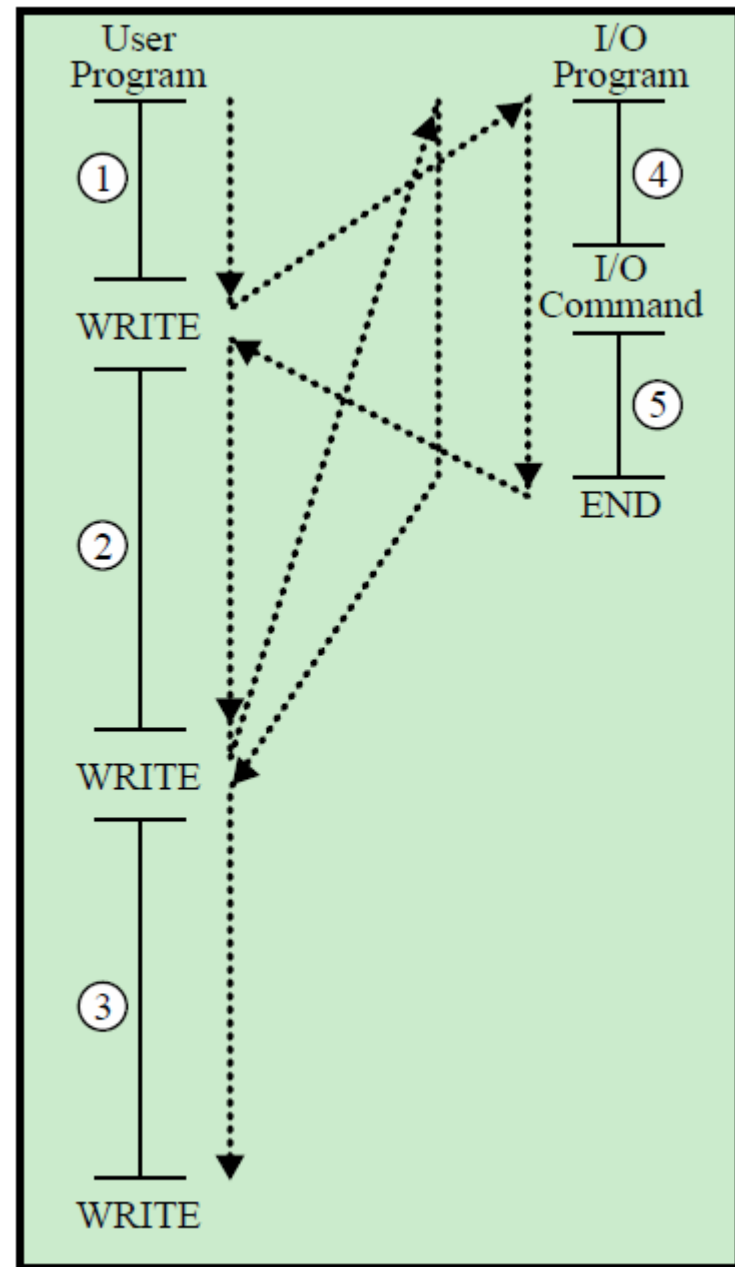 User
Program
1
WRITE
2
WRITE
3
WRITE
I/O
Program
4
I/O
Command
5
END